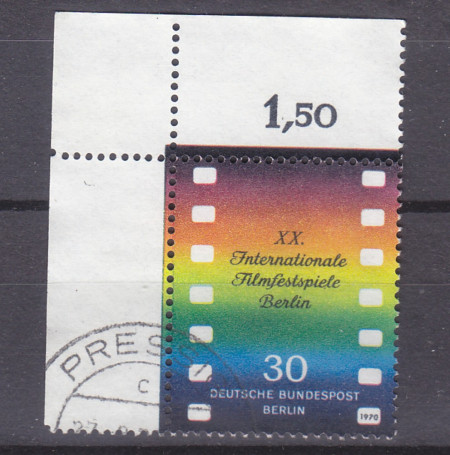 1,50
XX.
Internationale
Filmfestspiele
Berlin
30
DEUTSCHE BUNDESPOST
BERLIN
1970
PRES
C